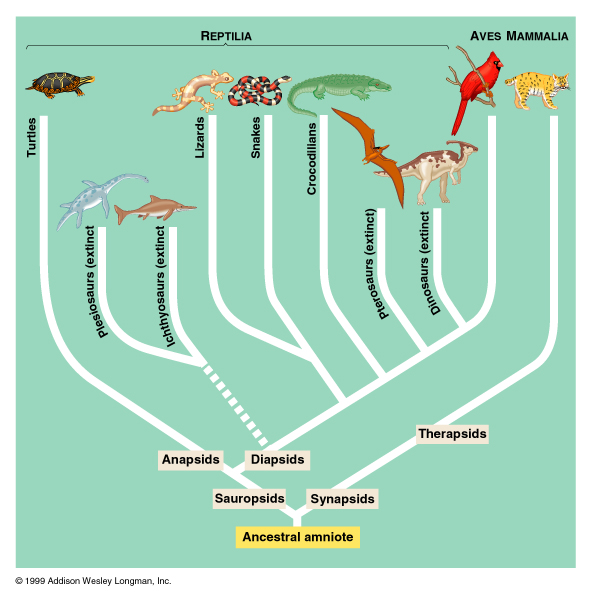 REPTILIA
AVES MAMMALIA
Turtles
Lizards
Snakes
Crocodilians
Plesiosaurs (extinct
Ichthyosaurs (extinct
Pterosaurs (extinct)
Dinosaurs (extinct
Therapsids
Anapsids
Diapsids
Sauropsids
Synapsids
Ancestral amniote
© 1999 Addison Wesley Longman, Inc.